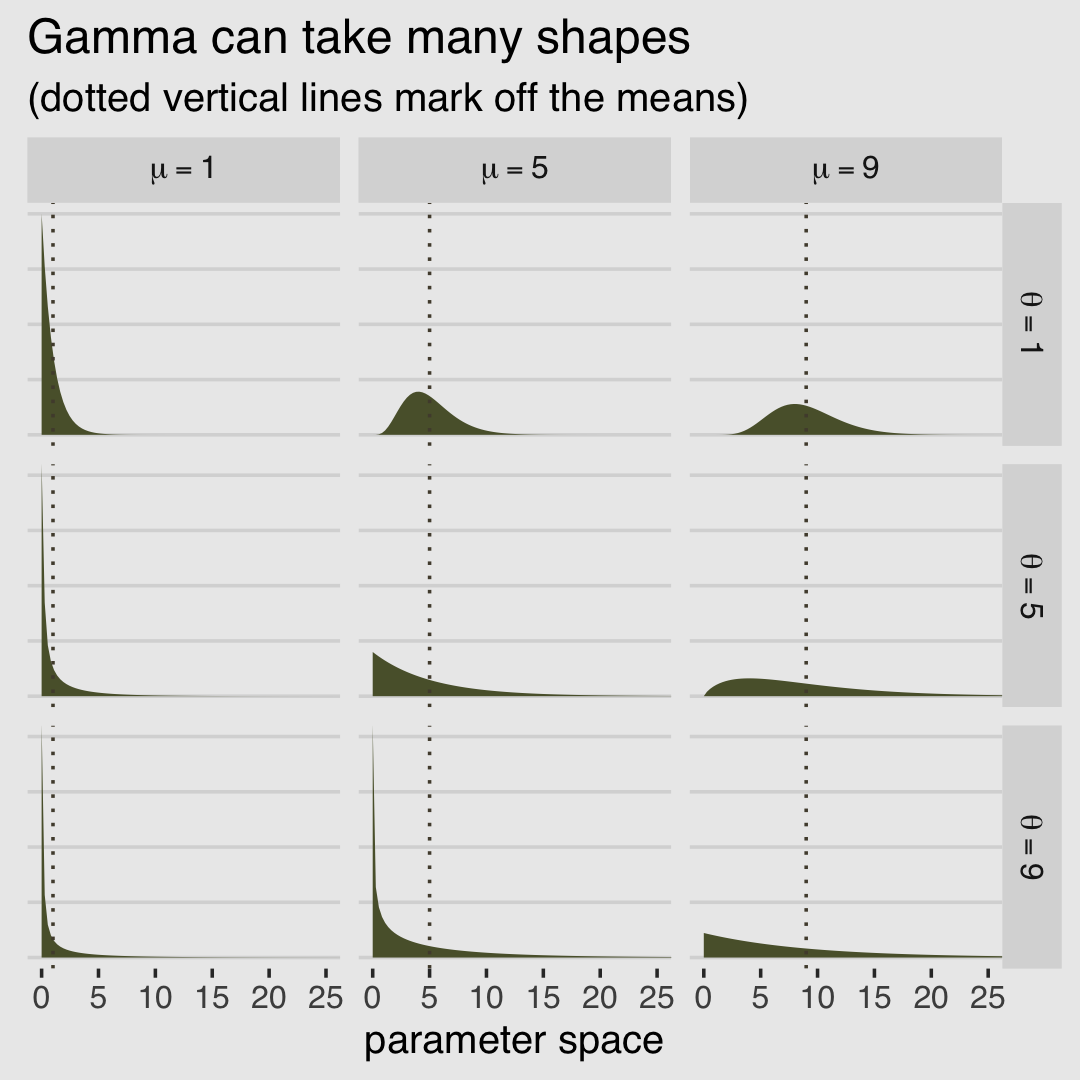 Gamma can take many shapes
(dotted vertical lines mark off the means)
μ = 1
μ = 5
μ = 9
θ = 1
θ = 5
θ = 9
0 5 10 15 20 25 0 5 10 15 20 25 0 5 10 15 20 25
parameter space